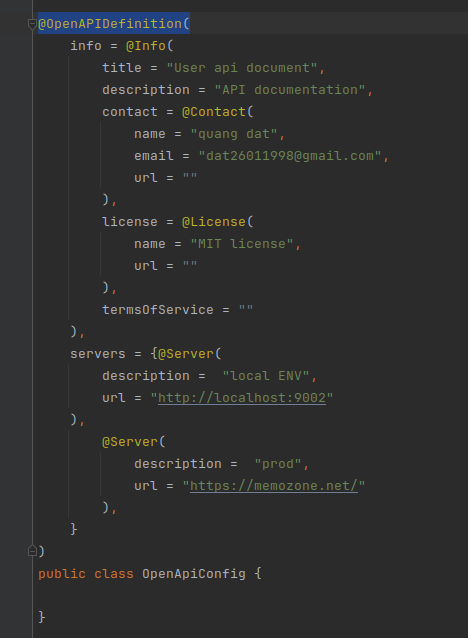 @OpenAPIDefinition(
    info = @Info(
        title = "User api document",
        description = "API documentation",
        contact = @Contact(
            name = "quang dat",
            email = "dat26011998@gmail.com",
            url = ""
        ),
        license = @License(
            name = "MIT license",
            url = ""
        ),
        termsOfService = ""
    ),
    servers = {@Server(
        description =  "local ENV",
        url = "http://localhost:9002"
    ),
        @Server(
            description =  "prod",
            url = "https://memozone.net/"
        ),
    }
)
public class OpenApiConfig {

}